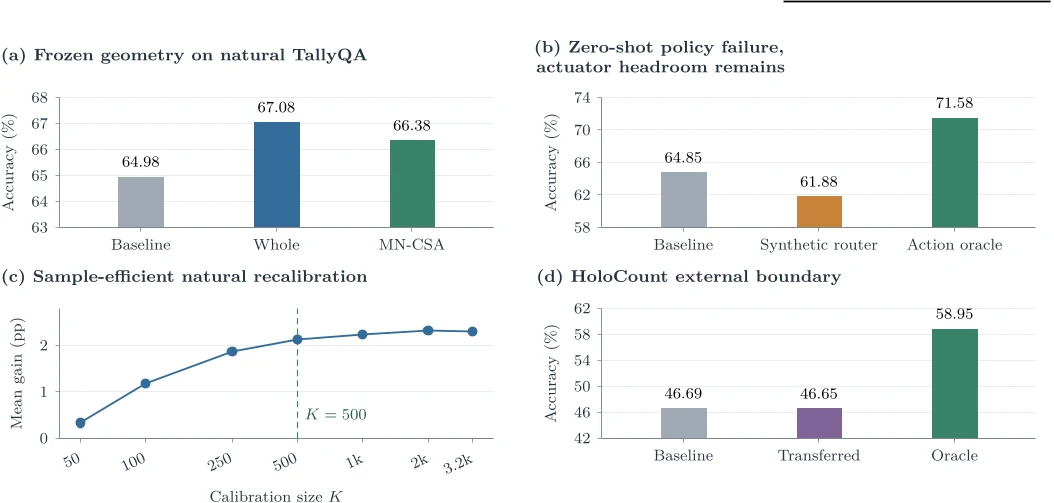 (a) Frozen geometry on natural TallyQA
68
67
66
65
64
63
Accuracy (%)
64.98
67.08
66.38
Baseline
Whole
MN-CSA
(b) Zero-shot policy failure,
actuator headroom remains
74
70
66
62
58
Accuracy (%)
64.85
61.88
71.58
Baseline
Synthetic router
Action oracle
(c) Sample-efficient natural recalibration
2
1
0
Mean gain (pp)
K = 500
50
100
250
500
1k
2k
3.2k
Calibration size K
(d) HoloCount external boundary
62
58
54
50
46
42
Accuracy (%)
46.69
46.65
58.95
Baseline
Transferred
Oracle